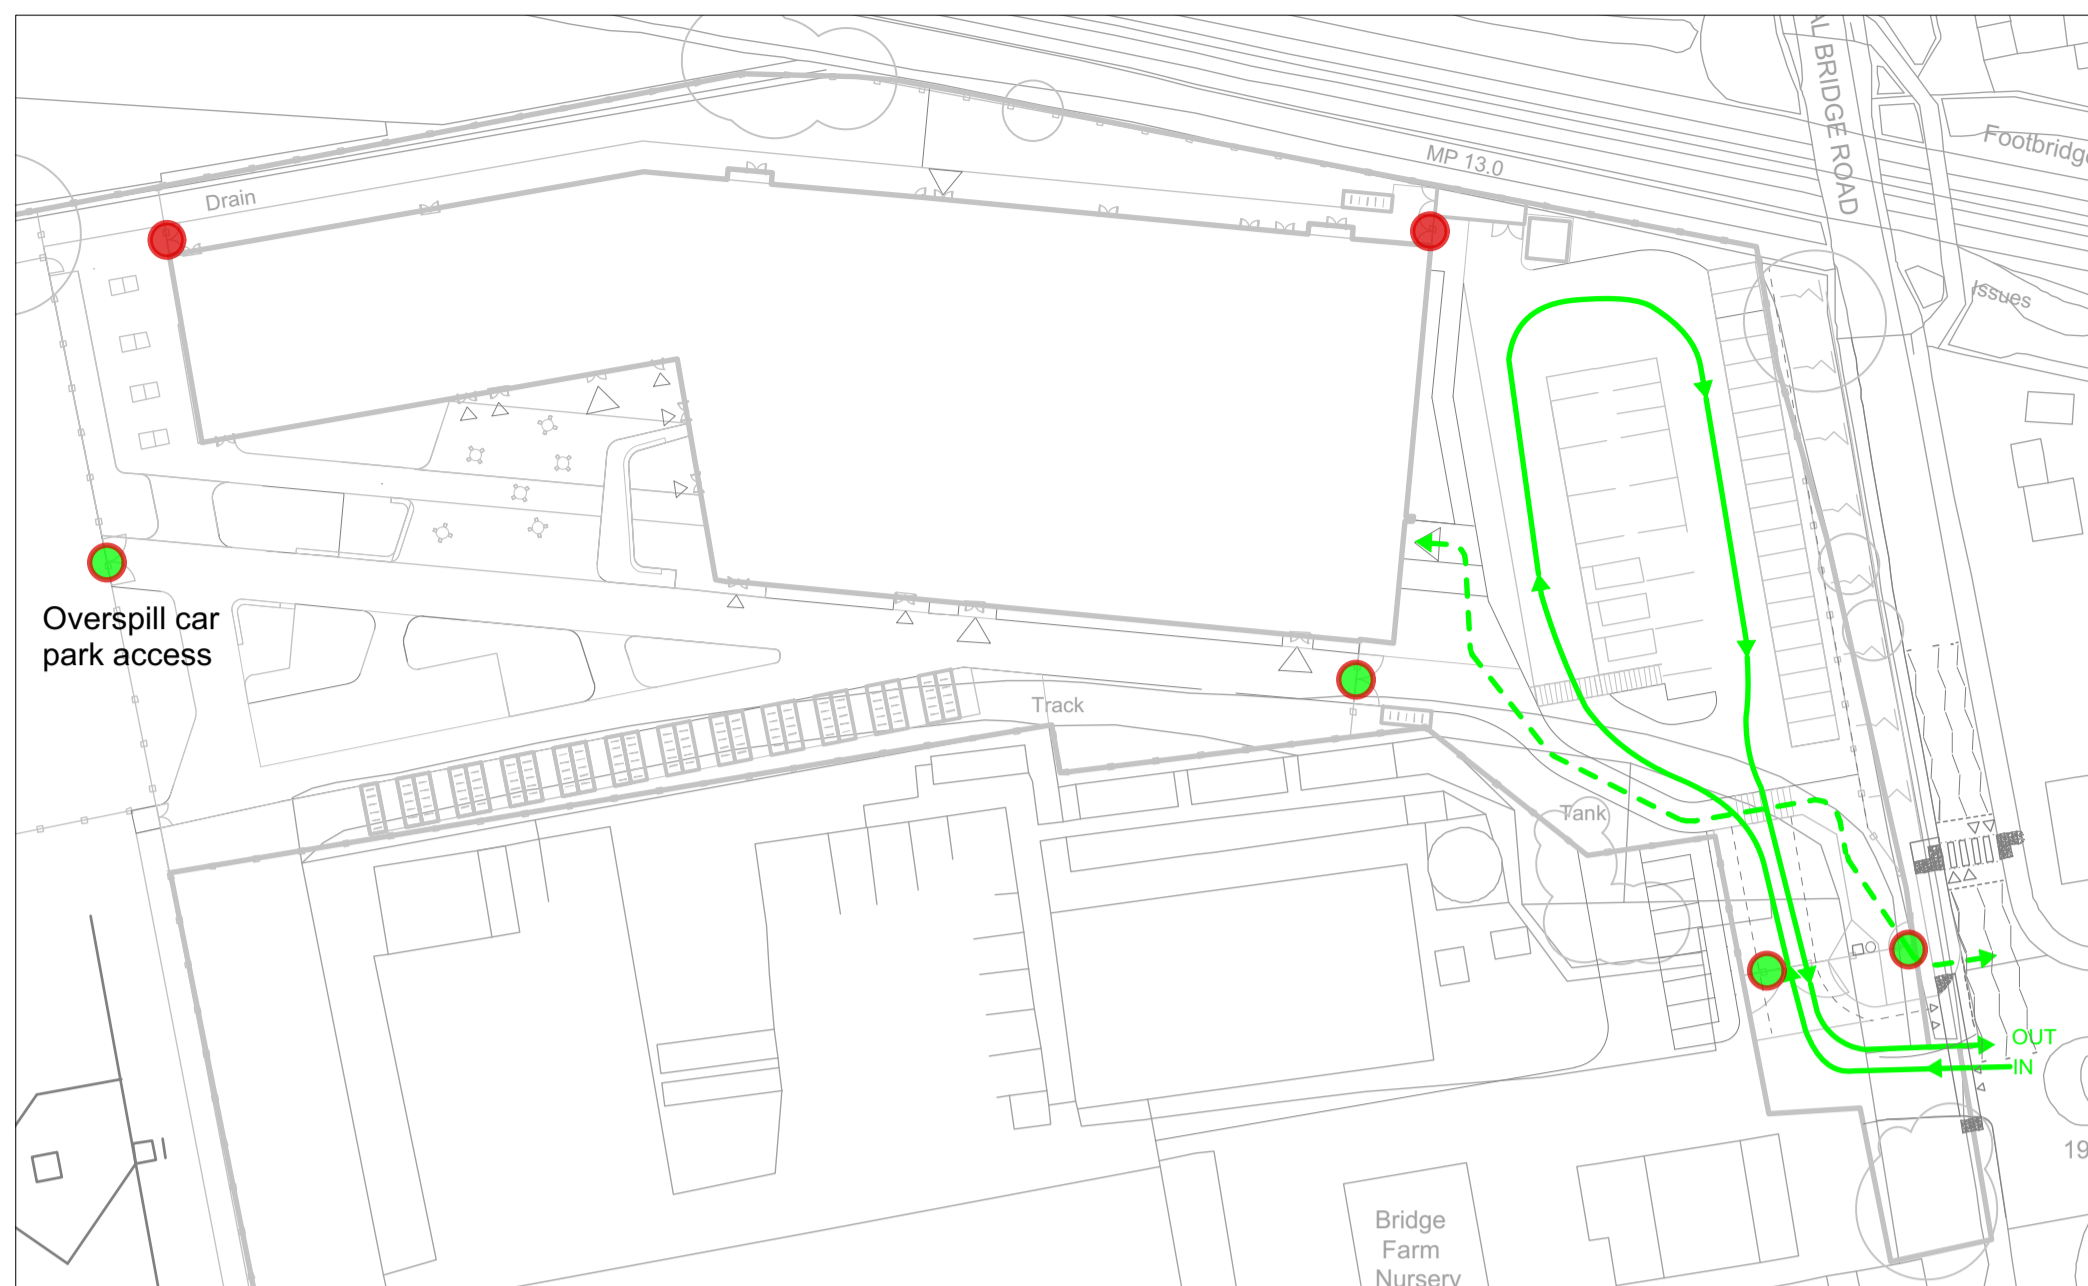 AL BRIDGE ROAD
Footbridge
MP 13.0
Drain
Issues
Overspill car
park access
Track
Tank
OUT
IN
19
Bridge
Farm
Nursery